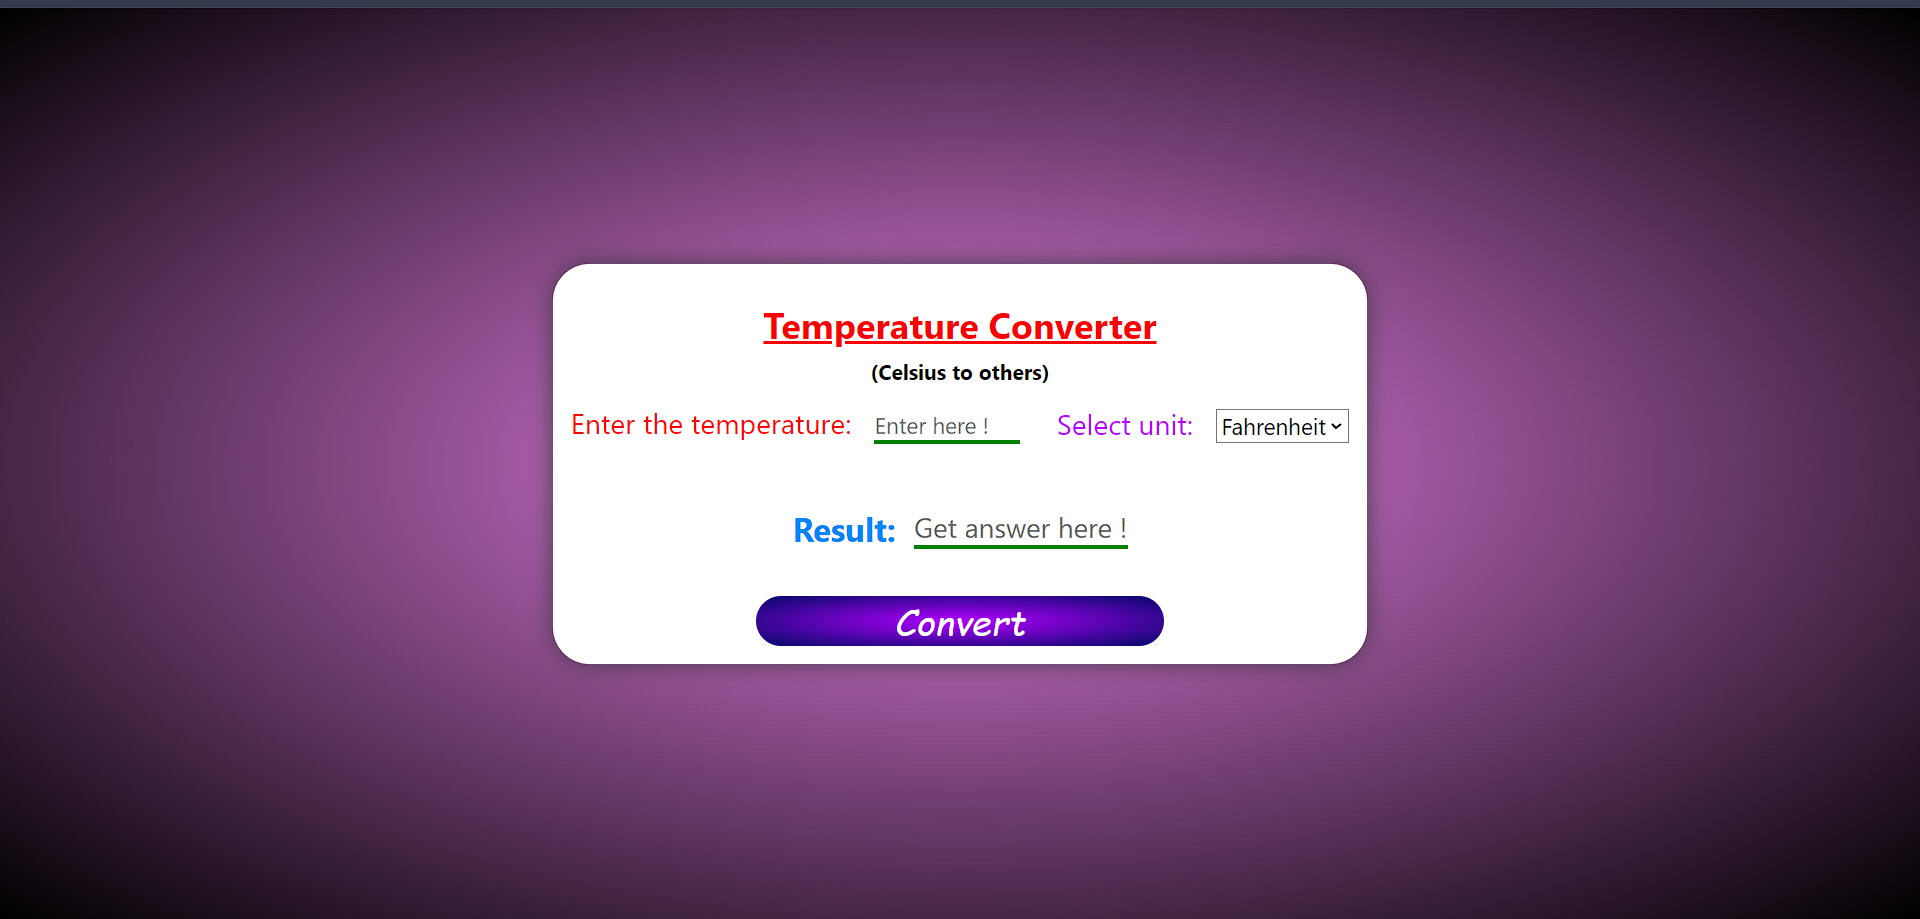 Temperature Converter
(Celsius to others)
Enter the temperature: Enter here ! Select unit: Fahrenheit
Result: Get answer here !
Convert